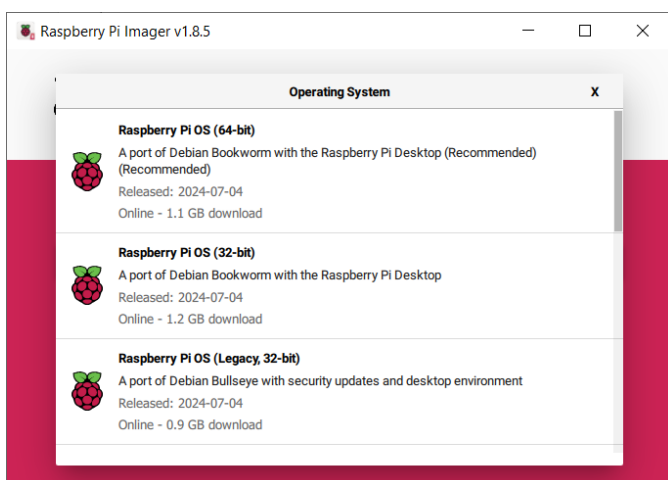 Raspberry Pi Imager v1.8.5
Operating System X
Raspberry Pi OS (64-bit)
A port of Debian Bookworm with the Raspberry Pi Desktop (Recommended)
(Recommended)
Released: 2024-07-04
Online - 1.1 GB download
Raspberry Pi OS (32-bit)
A port of Debian Bookworm with the Raspberry Pi Desktop
Released: 2024-07-04
Online - 1.2 GB download
Raspberry Pi OS (Legacy, 32-bit)
A port of Debian Bullseye with security updates and desktop environment
Released: 2024-07-04
Online - 0.9 GB download